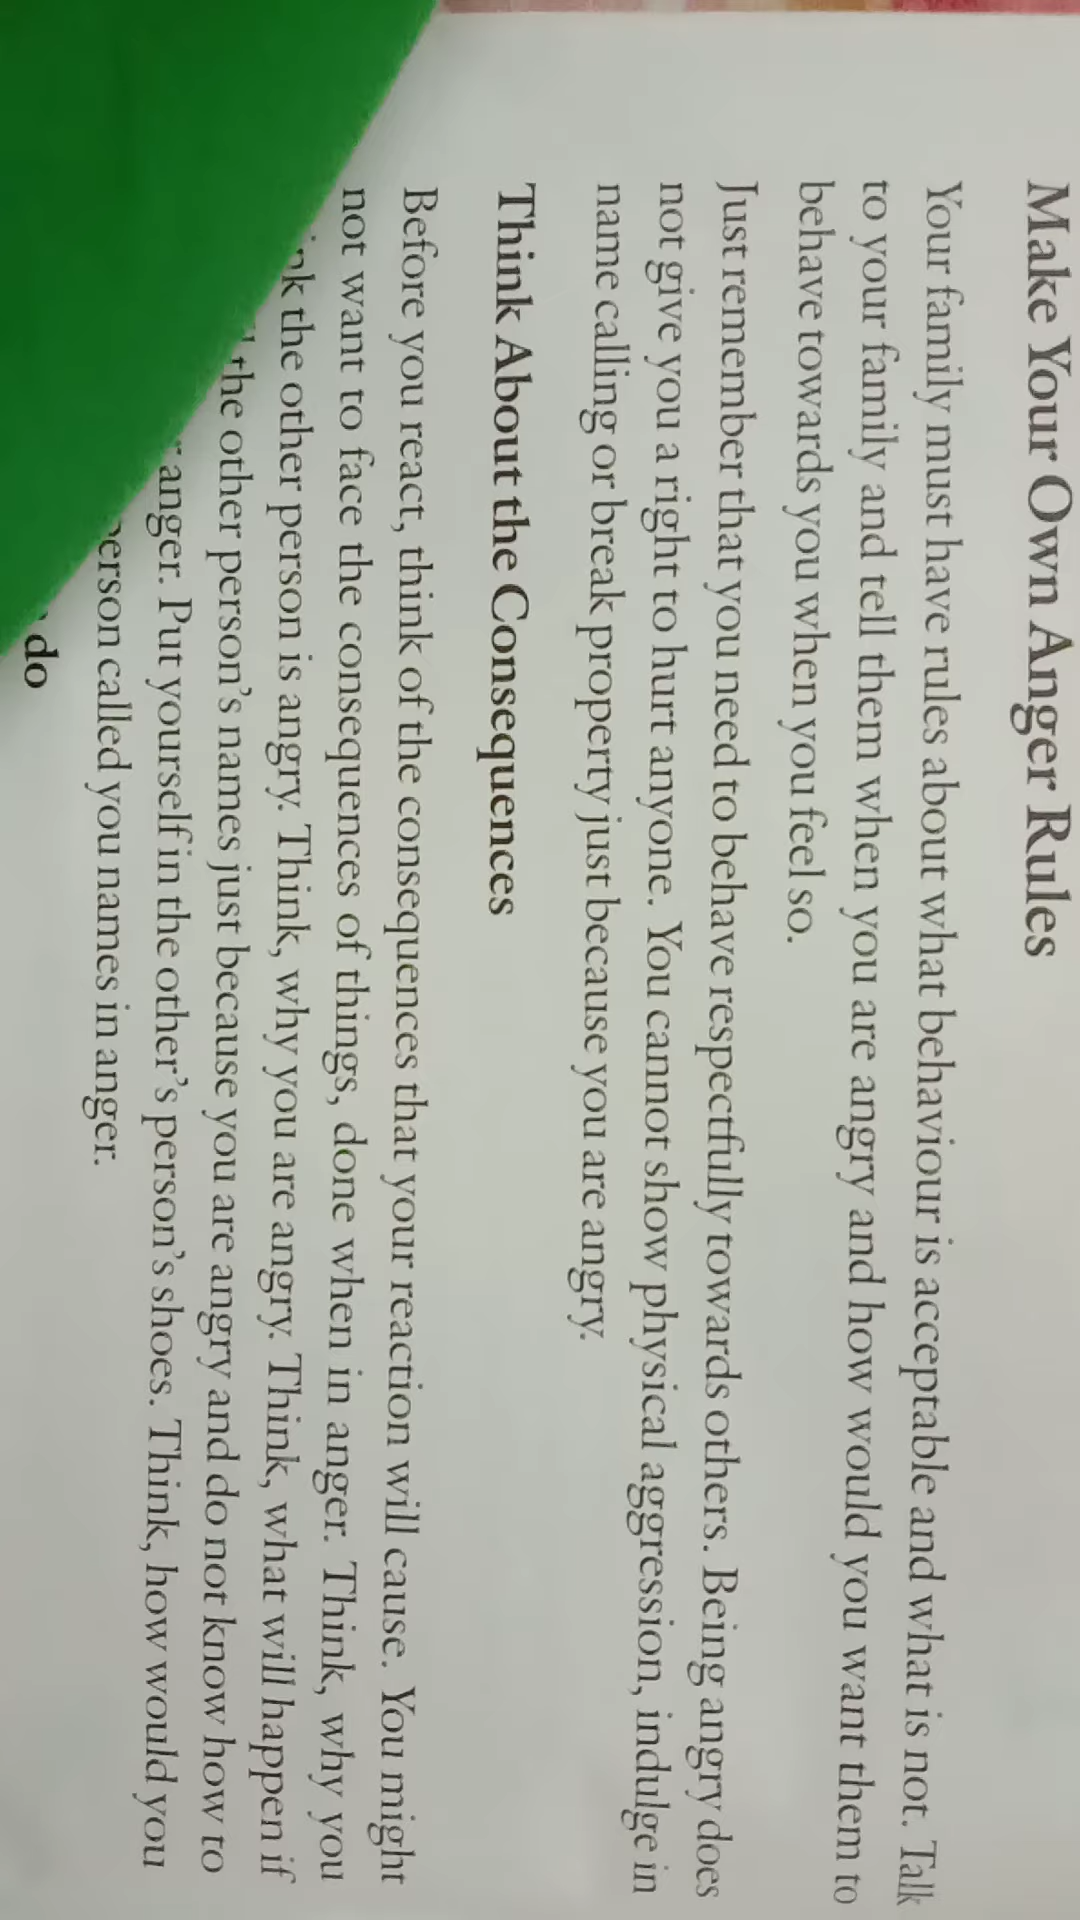 Make Your Own Anger Rules
Your family must have rules about what behaviour is acceptable and what is not. Talk
to your family and tell them when you are angry and how would you want them to
behave towards you when you feel so.
Just remember that you need to behave respectfully towards others. Being angry does
not give you a right to hurt anyone. You cannot show physical aggression, indulge in
name calling or break property just because you are angry.
Think About the Consequences
Before you react, think of the consequences that your reaction will cause. You might
not want to face the consequences of things, done when in anger. Think, why you
the other person is angry. Think, why you are angry. Think, what will happen if
the other person's names just because you are angry and do not know how to
anger. Put yourself in the other's person's shoes. Think, how would you
called you names in anger.
do